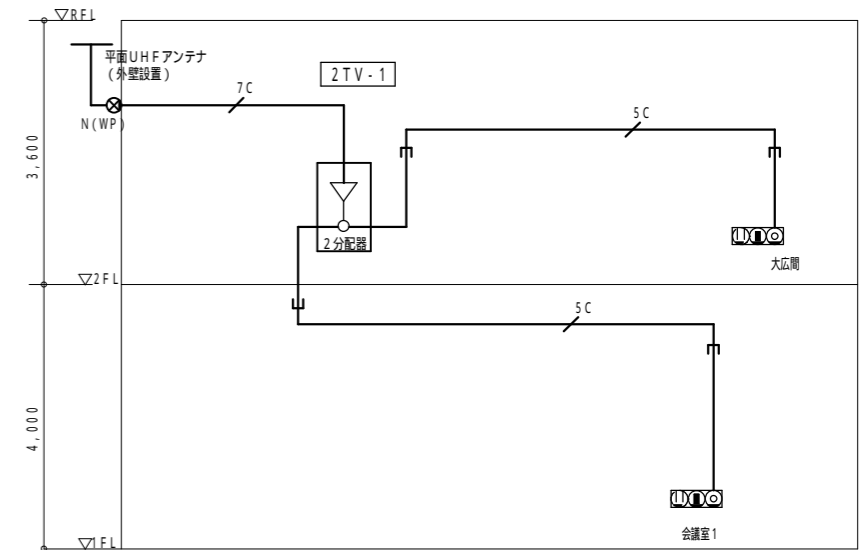 ▽RFL
平面UHFアンテナ
（外壁設置）
2TV-1
7C
5C
N(WP)
3,600
2分配器
大広間
▽2FL
5C
4,000
会議室1
▽1FL